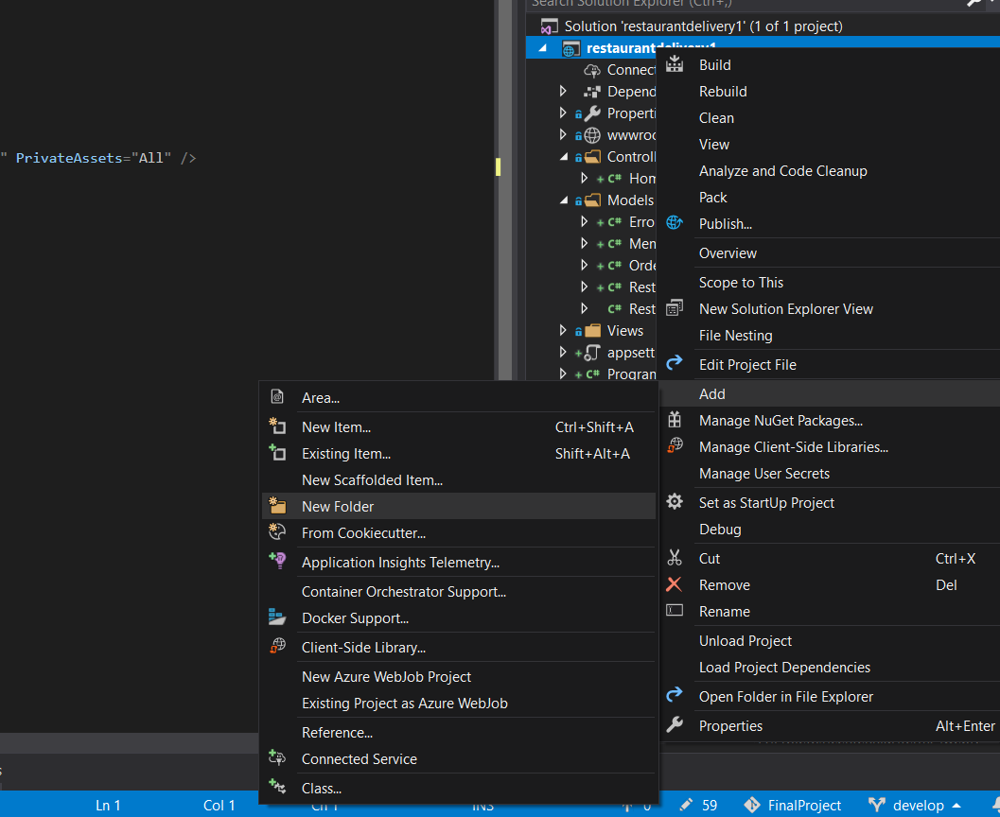 Search Solution Explorer (Ctrl+;)
Solution 'restaurantdelivery1' (1 of 1 project)
restaurantdelivery1
Connect
Depend
Properti
wwwroo
Controll
Hom
Models
Erro
Men
Orde
Rest
Rest
Views
appsett
Program
" PrivateAssets="All" />
Build
Rebuild
Clean
View
Analyze and Code Cleanup
Pack
Publish...
Overview
Scope to This
New Solution Explorer View
File Nesting
Edit Project File
Add
Manage NuGet Packages...
Manage Client-Side Libraries...
Manage User Secrets
Set as StartUp Project
Debug
Cut Ctrl+X
Remove Del
Rename
Unload Project
Load Project Dependencies
Open Folder in File Explorer
Properties Alt+Enter
Area...
New Item... Ctrl+Shift+A
Existing Item... Shift+Alt+A
New Scaffolded Item...
New Folder
From Cookiecutter...
Application Insights Telemetry...
Container Orchestrator Support...
Docker Support...
Client-Side Library...
New Azure WebJob Project
Existing Project as Azure WebJob
Reference...
Connected Service
Class...
Ln 1 Col 1 Ch 1 INS 0 59 FinalProject develop